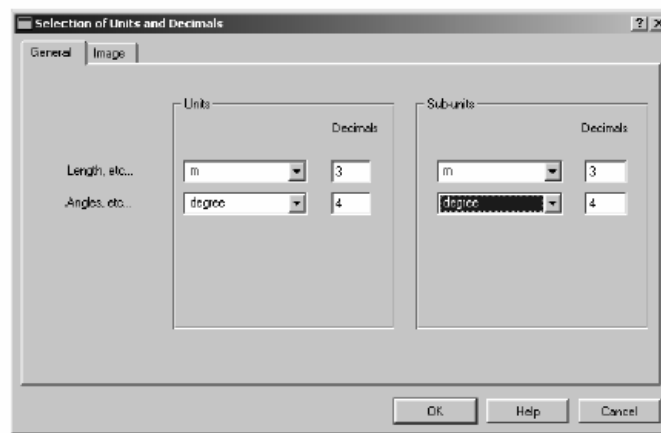 Selection of Units and Decimals
General Image
Units Sub-units
Decimals Decimals
Length, etc... m 3 m 3
Angles, etc... degree 4 degree 4
OK Help Cancel